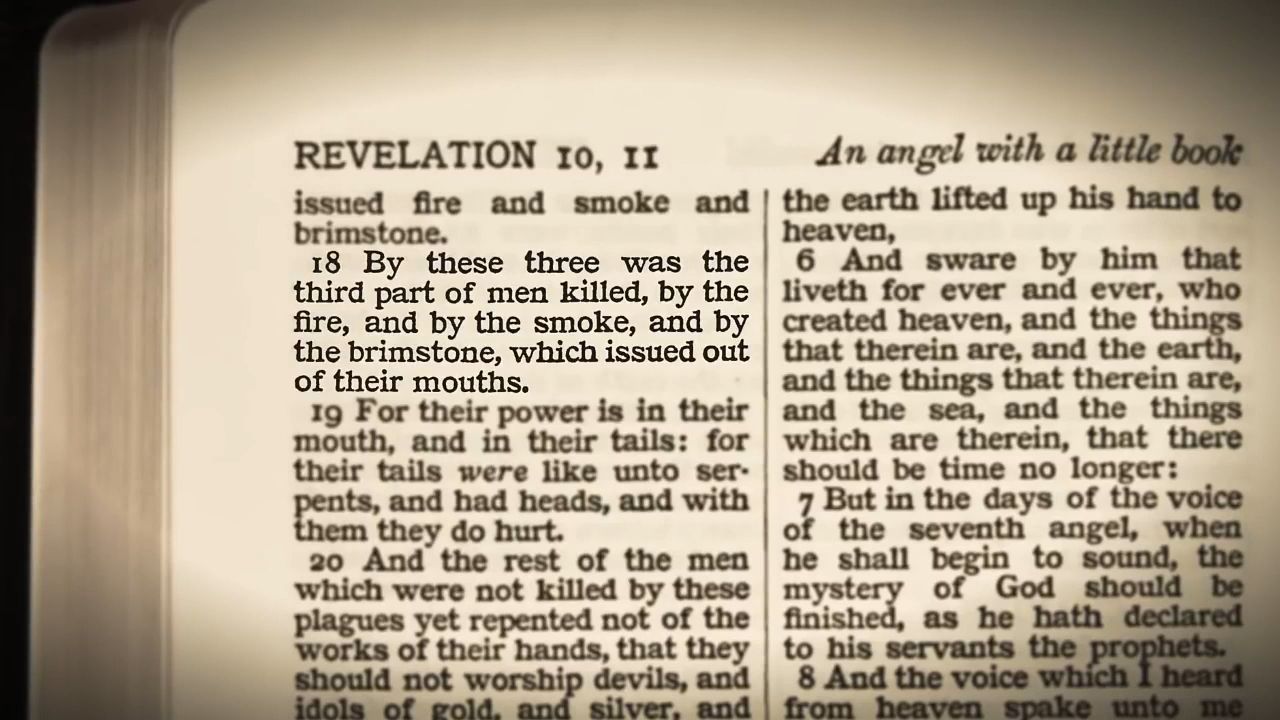 REVELATION 10, 11
An angel with a little book
issued fire and smoke and
brimstone.
18 By these three was the
third part of men killed, by the
fire, and by the smoke, and by
the brimstone, which issued out
of their mouths.
19 For their power is in their
mouth, and in their tails: for
their tails were like unto ser-
pents, and had heads, and with
them they do hurt.
20 And the rest of the men
which were not killed by these
plagues yet repented not of the
works of their hands, that they
should not worship devils, and
idols of gold, and silver, and
the earth lifted up his hand to
heaven,
6 And sware by him that
liveth for ever and ever, who
created heaven, and the things
that therein are, and the earth,
and the things that therein are,
and the sea, and the things
which are therein, that there
should be time no longer:
7 But in the days of the voice
of the seventh angel, when
he shall begin to sound, the
mystery of God should be
finished, as he hath declared
to his servants the prophets.
8 And the voice which I heard
from heaven spake unto me